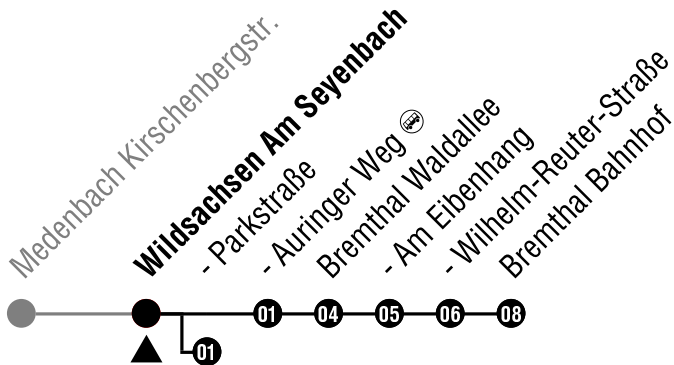 Medenbach Kirschenbergstr.
Wildsachsen Am Seyenbach
- Parkstraße
- Auringer Weg
Bremthal Waldallee
- Am Eibenhang
- Wilhelm-Reuter-Straße
Bremthal Bahnhof
01 04 05 06 08
01